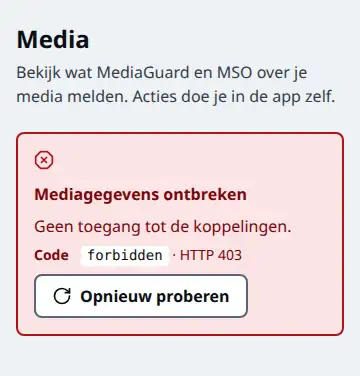 Media
Bekijk wat MediaGuard en MSO over je
media melden. Acties doe je in de app zelf.
Mediagegevens ontbreken
Geen toegang tot de koppelingen.
Code forbidden · HTTP 403
Opnieuw proberen